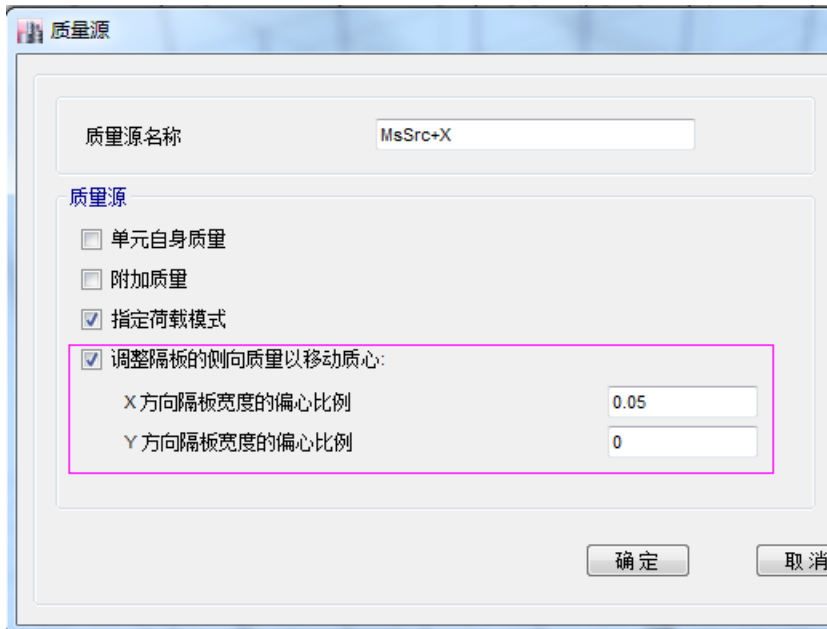 质量源
质量源名称 MsSrc+X
质量源
单元自身质量
附加质量
指定荷载模式
调整隔板的侧向质量以移动质心:
X 方向隔板宽度的偏心比例 0.05
Y 方向隔板宽度的偏心比例 0
确定 取消